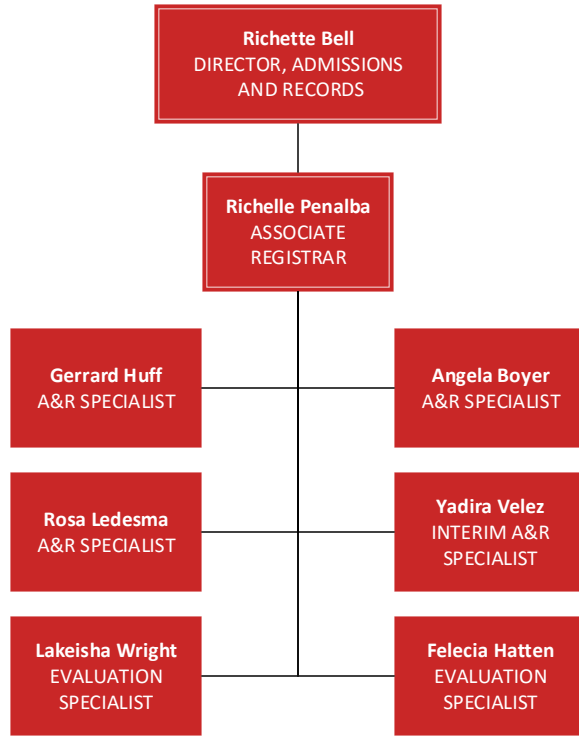 Richette Bell
DIRECTOR, ADMISSIONS
AND RECORDS
Richelle Penalba
ASSOCIATE
REGISTRAR
Gerrard Huff
A&R SPECIALIST
Angela Boyer
A&R SPECIALIST
Rosa Ledesma
A&R SPECIALIST
Yadira Velez
INTERIM A&R
SPECIALIST
Lakeisha Wright
EVALUATION
SPECIALIST
Felecia Hatten
EVALUATION
SPECIALIST